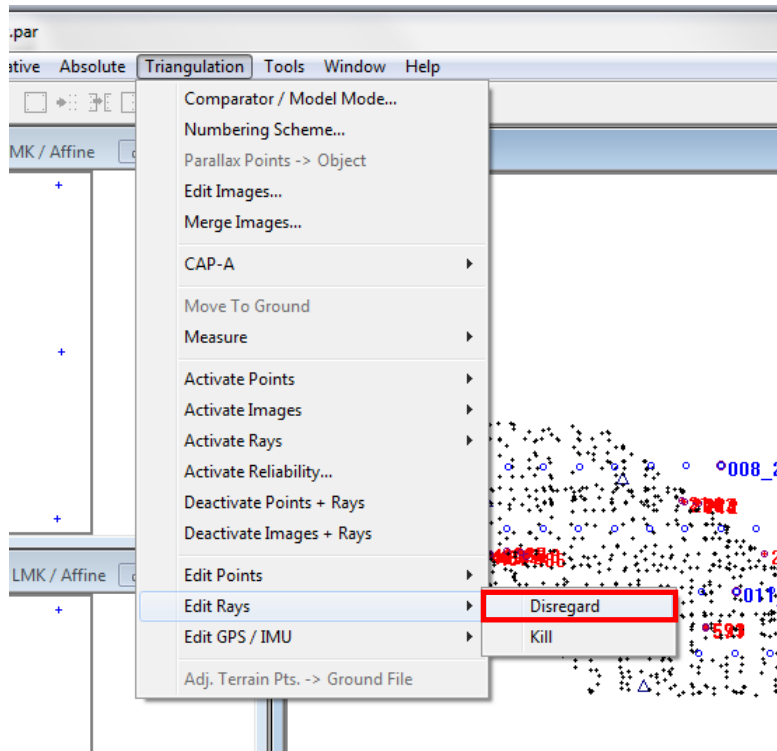 .par
ative Absolute Triangulation Tools Window Help
Comparator / Model Mode...
Numbering Scheme...
MK / Affine
Parallax Points -> Object
Edit Images...
Merge Images...
CAP-A
Move To Ground
Measure
Activate Points
Activate Images
Activate Rays
008_2
Activate Reliability...
Deactivate Points + Rays
Deactivate Images + Rays
LMK / Affine
Edit Points
Edit Rays
Disregard
011
Edit GPS / IMU
Kill
Adj. Terrain Pts. -> Ground File